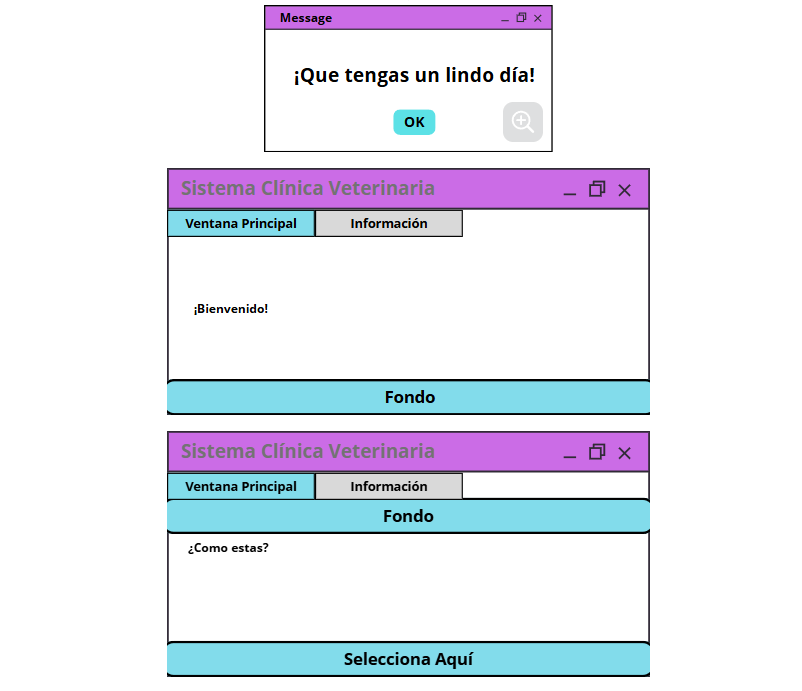 Message
¡Que tengas un lindo día!
OK
Sistema Clínica Veterinaria
Ventana Principal Información
¡Bienvenido!
Fondo
Sistema Clínica Veterinaria
Ventana Principal Información
Fondo
¿Como estas?
Selecciona Aquí